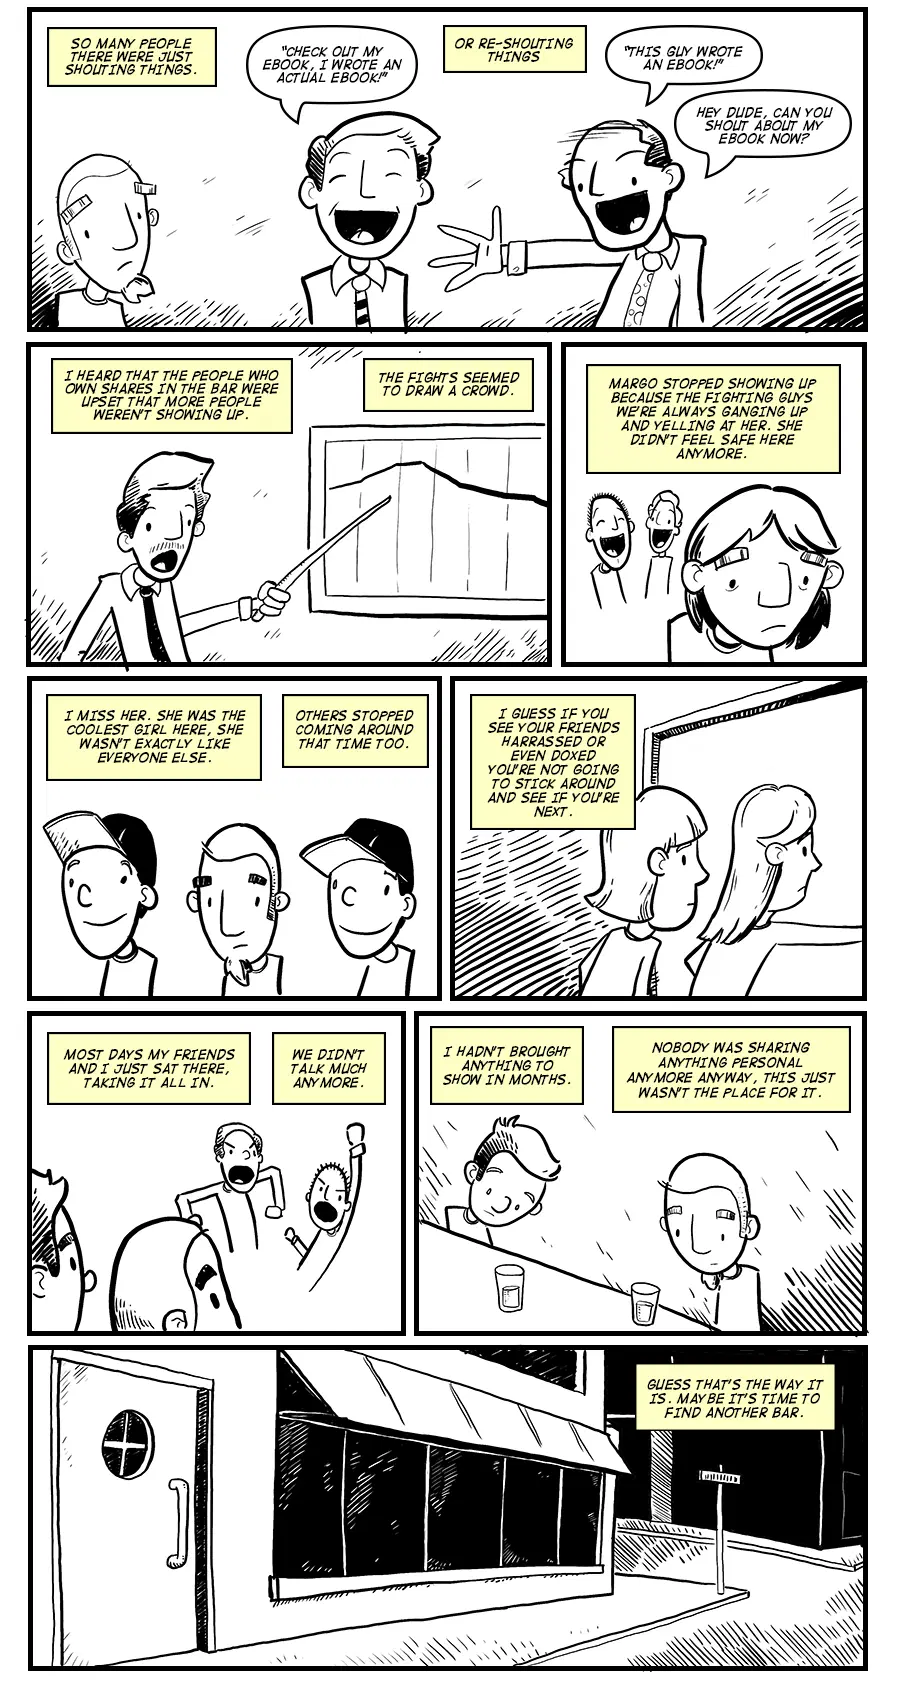 SO MANY PEOPLE
THERE WERE JUST
SHOUTING THINGS.
"CHECK OUT MY
EBOOK, I WROTE AN
ACTUAL EBOOK!"
OR RE-SHOUTING
THINGS
"THIS GUY WROTE
AN EBOOK!"
HEY DUDE, CAN YOU
SHOUT ABOUT MY
EBOOK NOW?
I HEARD THAT THE PEOPLE WHO
OWN SHARES IN THE BAR WERE
UPSET THAT MORE PEOPLE
WEREN'T SHOWING UP.
THE FIGHTS SEEMED
TO DRAW A CROWD.
MARGO STOPPED SHOWING UP
BECAUSE THE FIGHTING GUYS
WE'RE ALWAYS GANGING UP
AND YELLING AT HER. SHE
DIDN'T FEEL SAFE HERE
ANYMORE.
I MISS HER. SHE WAS THE
COOLEST GIRL HERE, SHE
WASN'T EXACTLY LIKE
EVERYONE ELSE.
OTHERS STOPPED
COMING AROUND
THAT TIME TOO.
I GUESS IF YOU
SEE YOUR FRIENDS
HARRASSED OR
EVEN DOXED
YOU'RE NOT GOING
TO STICK AROUND
AND SEE IF YOU'RE
NEXT.
MOST DAYS MY FRIENDS
AND I JUST SAT THERE,
TAKING IT ALL IN.
WE DIDN'T
TALK MUCH
ANYMORE.
I HADN'T BROUGHT
ANYTHING TO
SHOW IN MONTHS.
NOBODY WAS SHARING
ANYTHING PERSONAL
ANYMORE ANYWAY, THIS JUST
WASN'T THE PLACE FOR IT.
GUESS THAT'S THE WAY IT
IS. MAYBE IT'S TIME TO
FIND ANOTHER BAR.